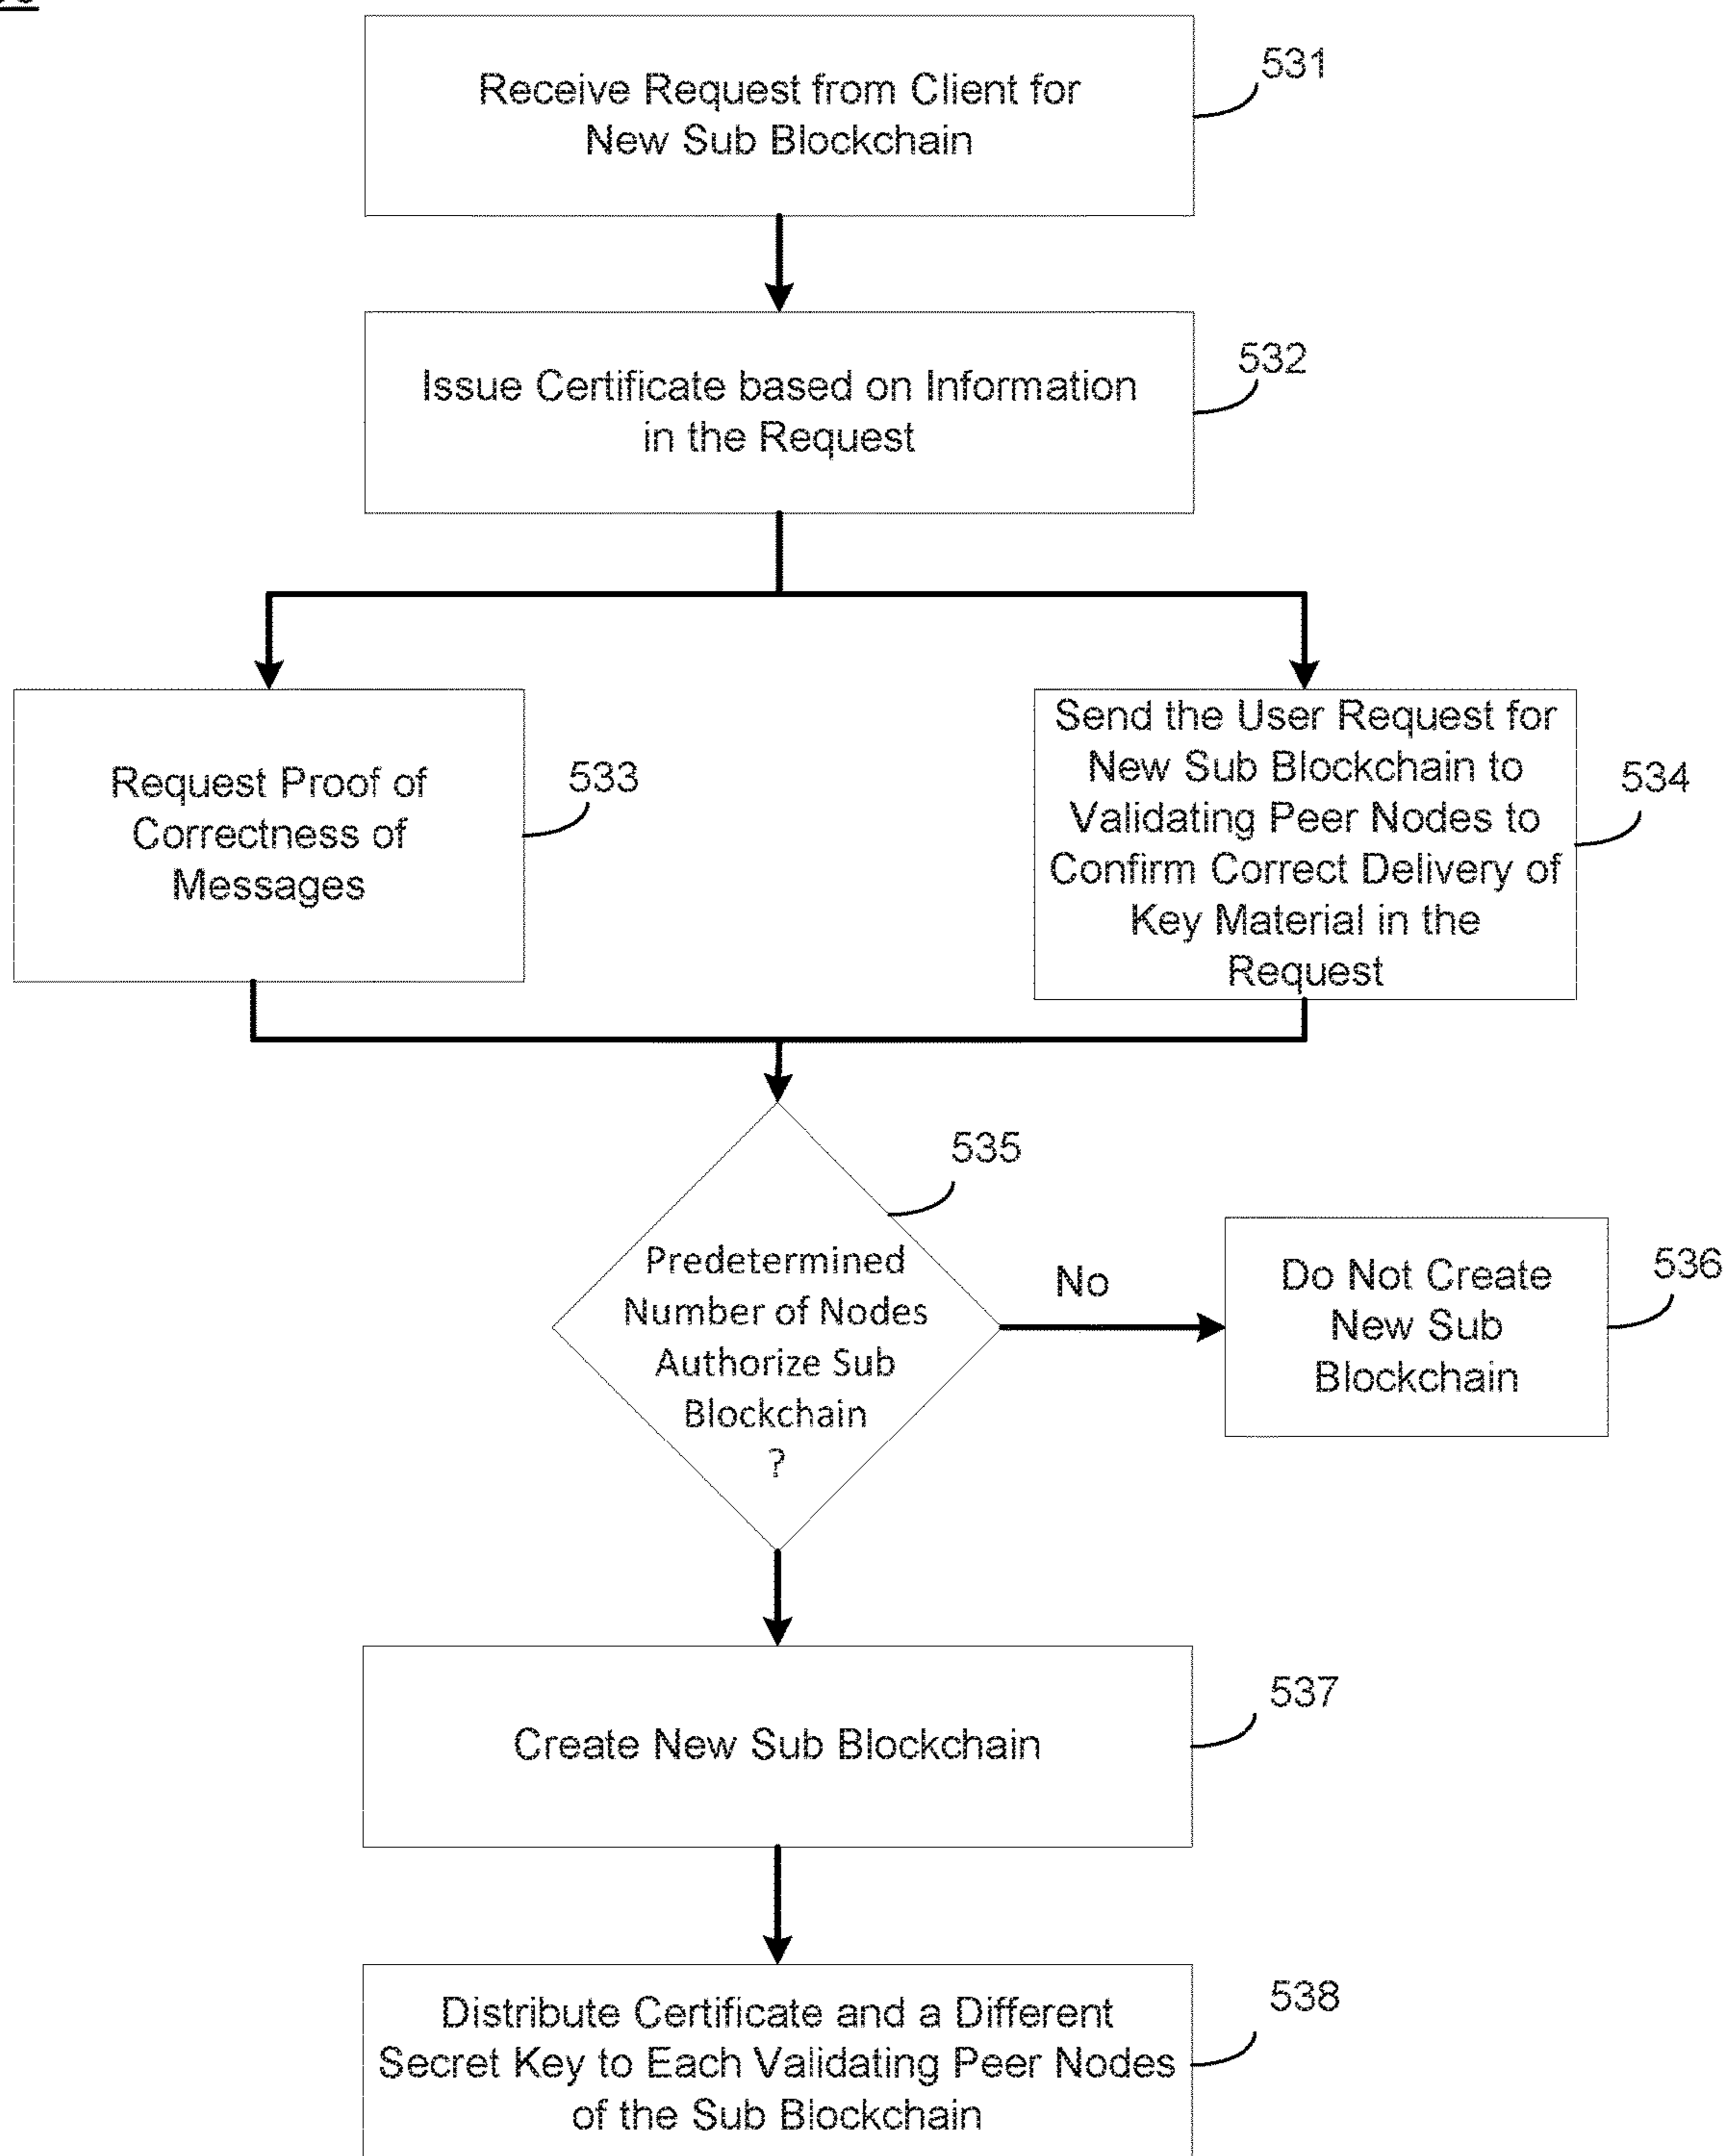 Receive Request from Client for
New Sub Blockchain
531
Issue Certificate based on Information
in the Request
532
Request Proof of
Correctness of
Messages
533
Send the User Request for
New Sub Blockchain to
Validating Peer Nodes to
Confirm Correct Delivery of
Key Material in the
Request
534
Predetermined
Number of Nodes
Authorize Sub
Blockchain
?
535
No
Do Not Create
New Sub
Blockchain
536
Create New Sub Blockchain
537
Distribute Certificate and a Different
Secret Key to Each Validating Peer Nodes
of the Sub Blockchain
538